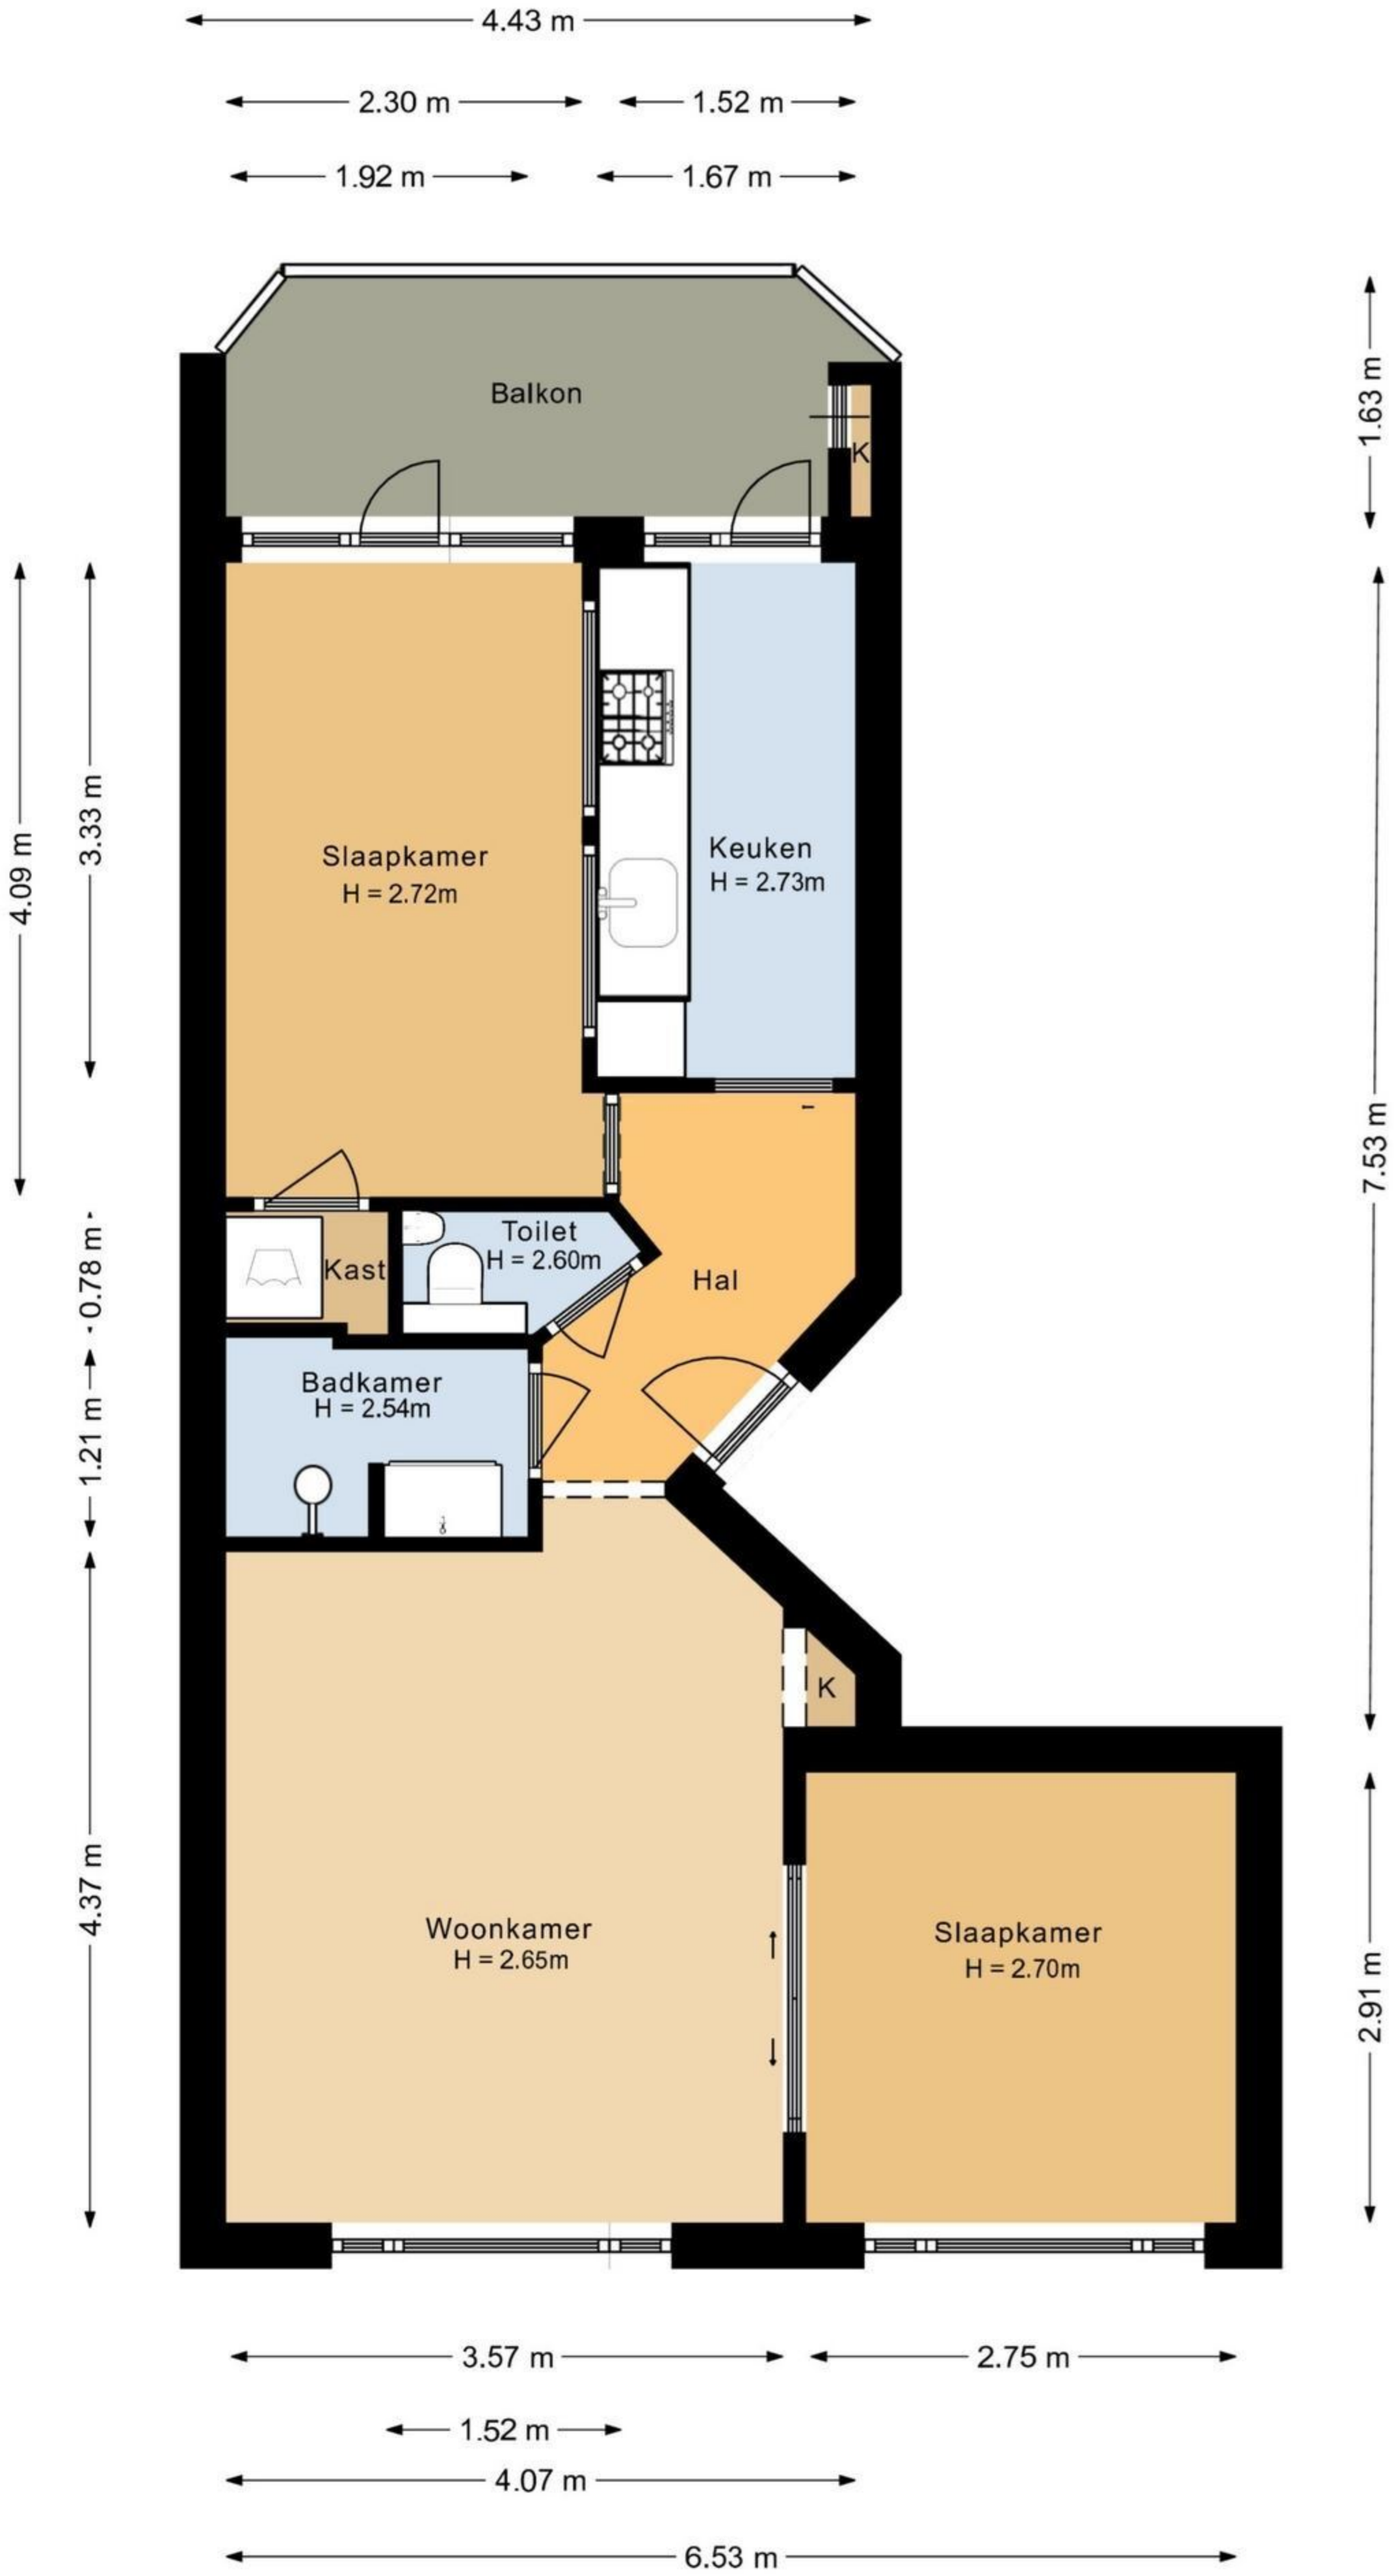 4.43 m
2.30 m
1.52 m
1.92 m
1.67 m
Balkon
1.63 m
K
4.09 m
3.33 m
Slaapkamer
H = 2.72m
Keuken
H = 2.73m
7.53 m
0.78 m
Kast
Toilet
H = 2.60m
Hal
1.21 m
Badkamer
H = 2.54m
K
4.37 m
Woonkamer
H = 2.65m
Slaapkamer
H = 2.70m
2.91 m
3.57 m
2.75 m
1.52 m
4.07 m
6.53 m